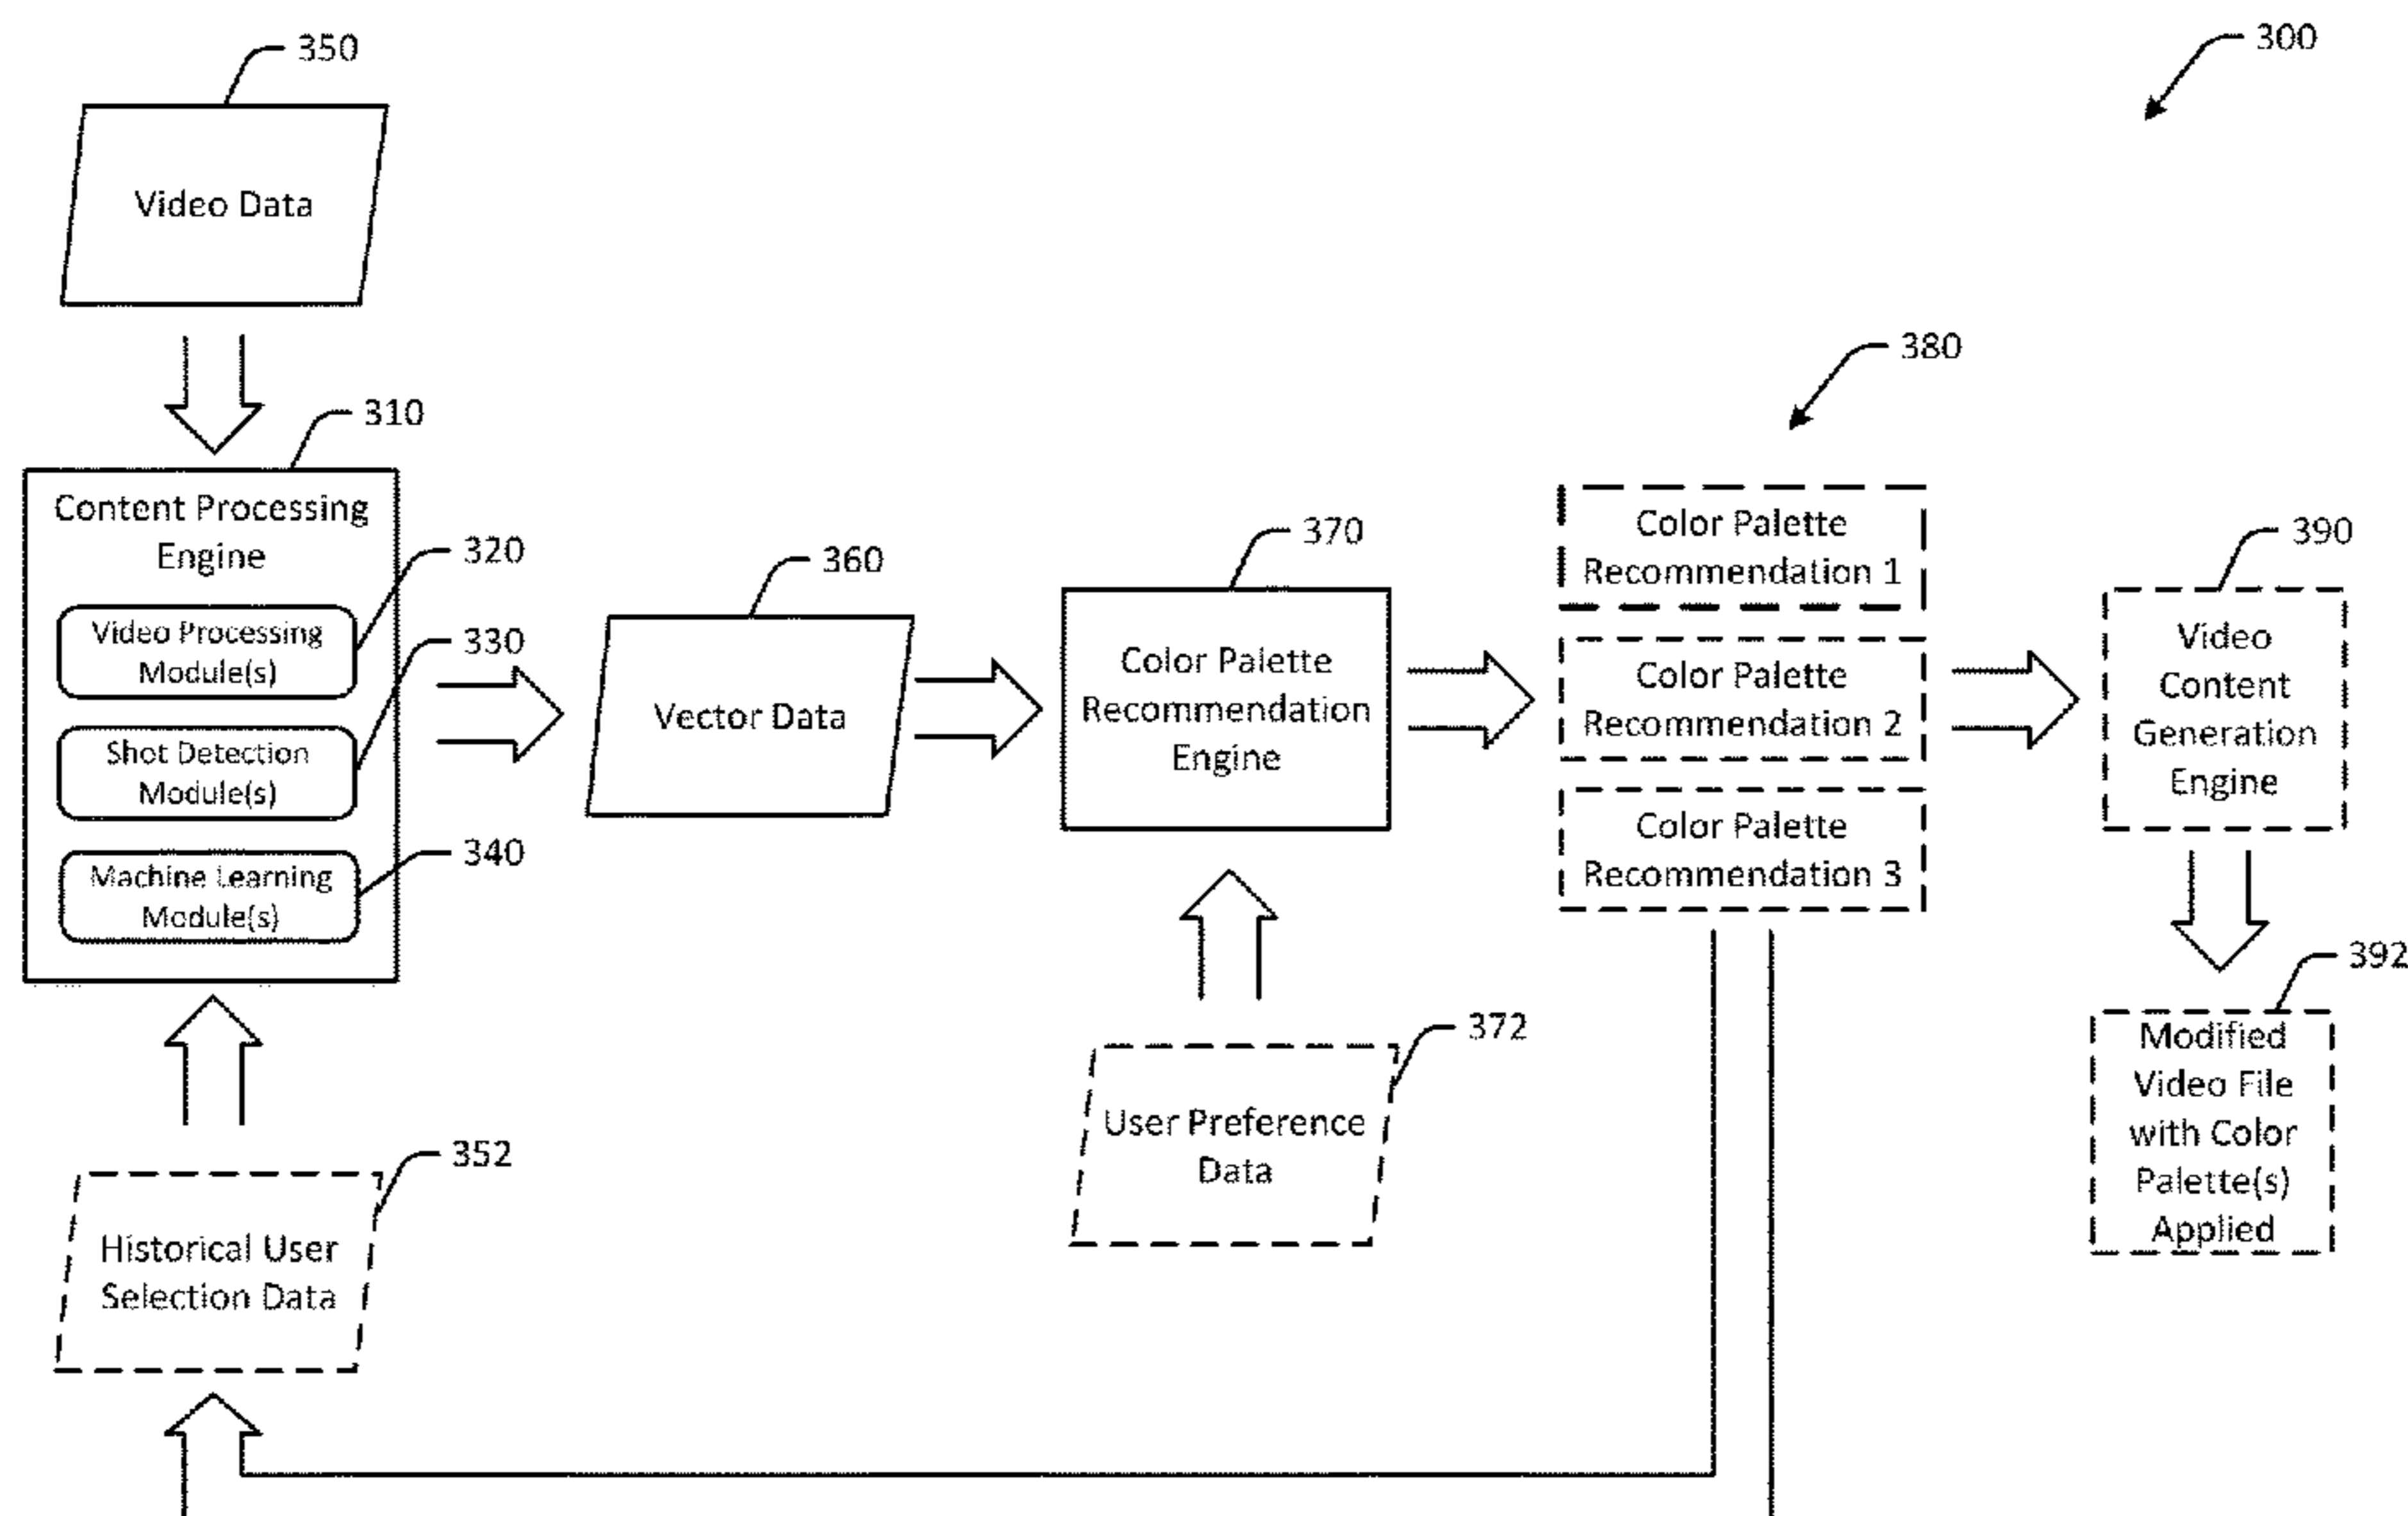 350
300
Video Data
380
310
Content Processing
Engine
320
Video Processing
Module(s)
330
Shot Detection
Module(s)
340
Machine Learning
Module(s)
360
Vector Data
370
Color Palette
Recommendation
Engine
Color Palette
Recommendation 1
Color Palette
Recommendation 2
Color Palette
Recommendation 3
390
Video
Content
Generation
Engine
392
Modified
Video File
with Color
Palette(s)
Applied
372
User Preference
Data
352
Historical User
Selection Data